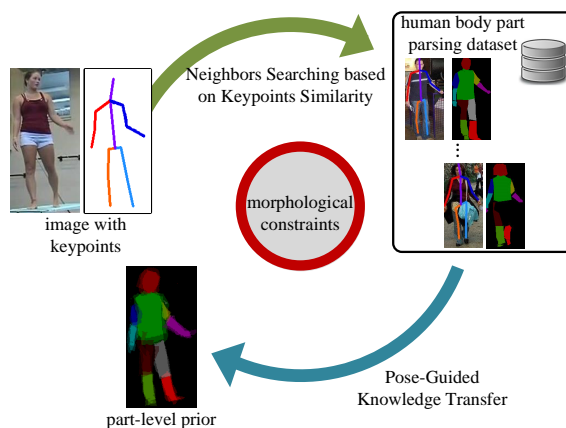 human body part
parsing dataset
Neighbors Searching based
on Keypoints Similarity
image with
keypoints
morphological
constraints
Pose-Guided
Knowledge Transfer
part-level prior